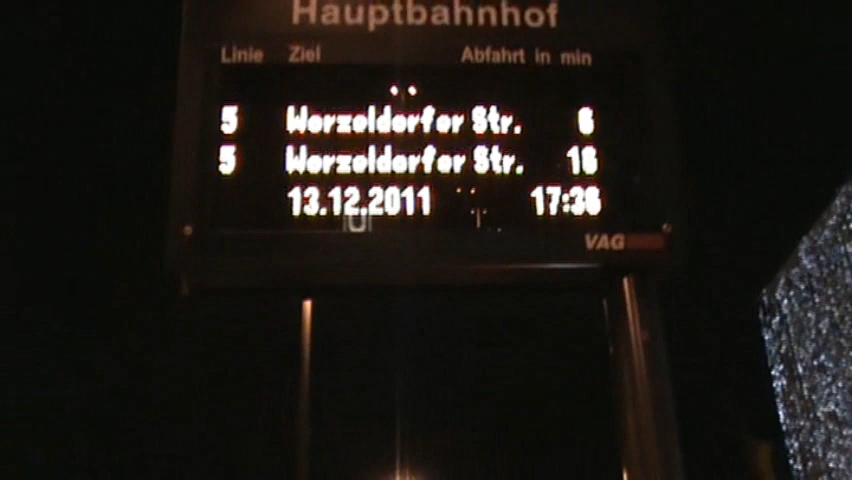 Hauptbahnhof
Linie Ziel Abfahrt in min
5 Worzeldorfer Str. 6
5 Worzeldorfer Str. 16
13.12.2011 17:36
VAG